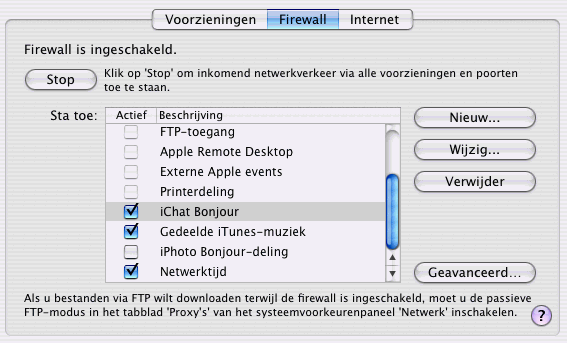 Voorzieningen Firewall Internet
Firewall is ingeschakeld.
Stop
Klik op 'Stop' om inkomend netwerkverkeer via alle voorzieningen en poorten
toe te staan.
Sta toe:
Actief Beschrijving
FTP-toegang
Apple Remote Desktop
Externe Apple events
Printerdeling
iChat Bonjour
Gedeelde iTunes-muziek
iPhoto Bonjour-deling
Netwerktijd
Nieuw...
Wijzig...
Verwijder
Geavanceerd...
Als u bestanden via FTP wilt downloaden terwijl de firewall is ingeschakeld, moet u de passieve
FTP-modus in het tabblad 'Proxy's' van het systeemvoorkeurenpaneel 'Netwerk' inschakelen.
?